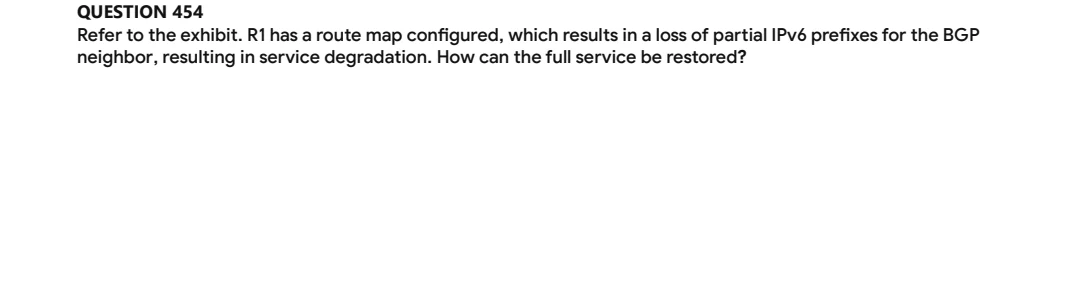 QUESTION 454
Refer to the exhibit. R1 has a route map configured, which results in a loss of partial IPv6 prefixes for the BGP
neighbor, resulting in service degradation. How can the full service be restored?